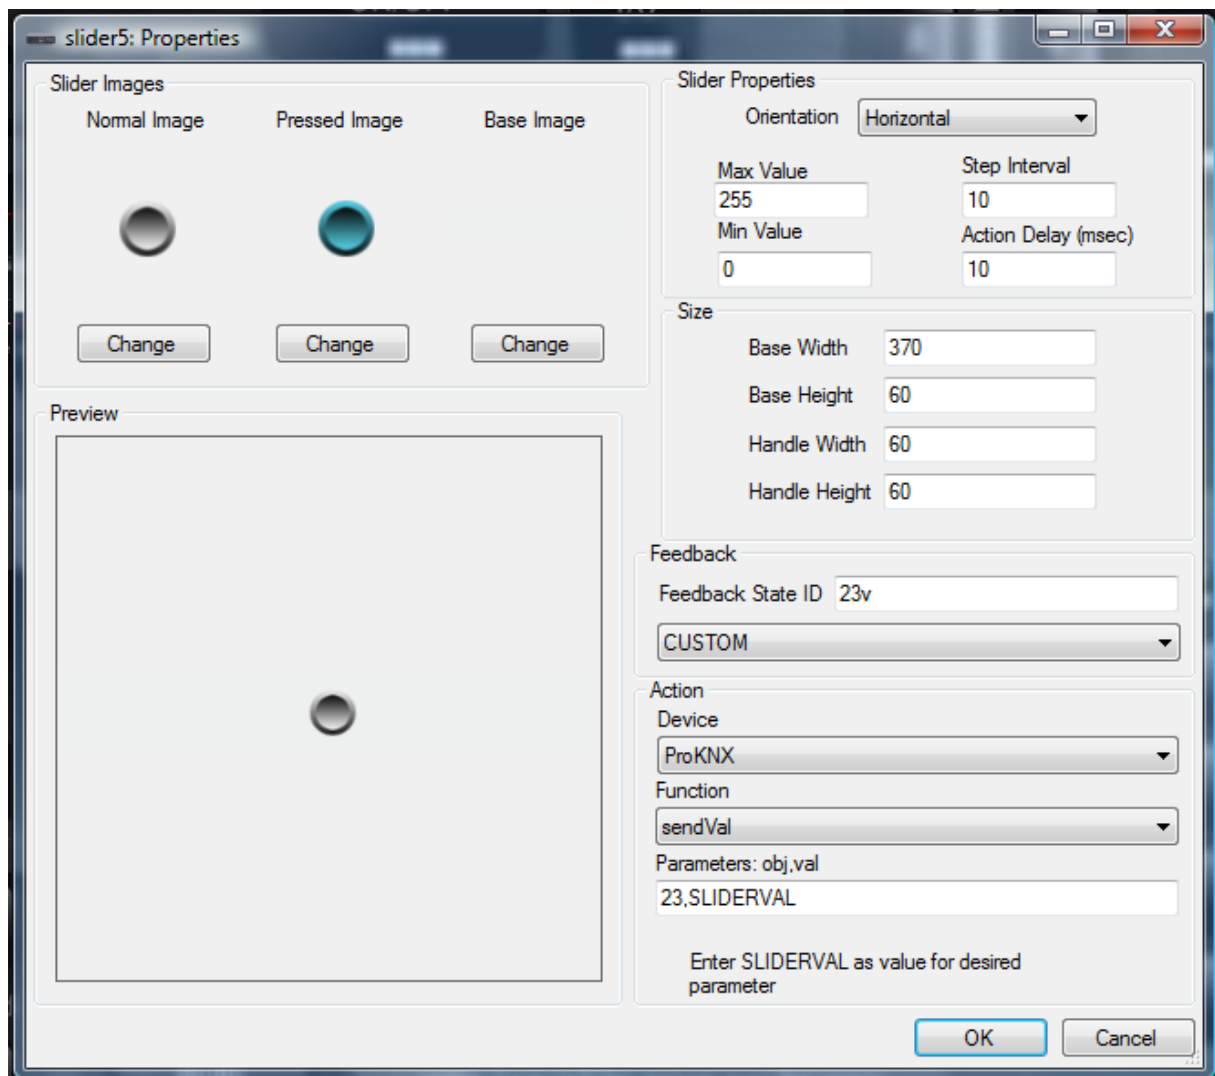 slider5: Properties
Slider Images
Normal Image Pressed Image Base Image
Change Change Change
Preview
Slider Properties
Orientation Horizontal
Max Value Step Interval
255 10
Min Value Action Delay (msec)
0 10
Size
Base Width 370
Base Height 60
Handle Width 60
Handle Height 60
Feedback
Feedback State ID 23v
CUSTOM
Action
Device
ProKNX
Function
sendVal
Parameters: obj,val
23,SLIDERVAL
Enter SLIDERVAL as value for desired
parameter
OK Cancel